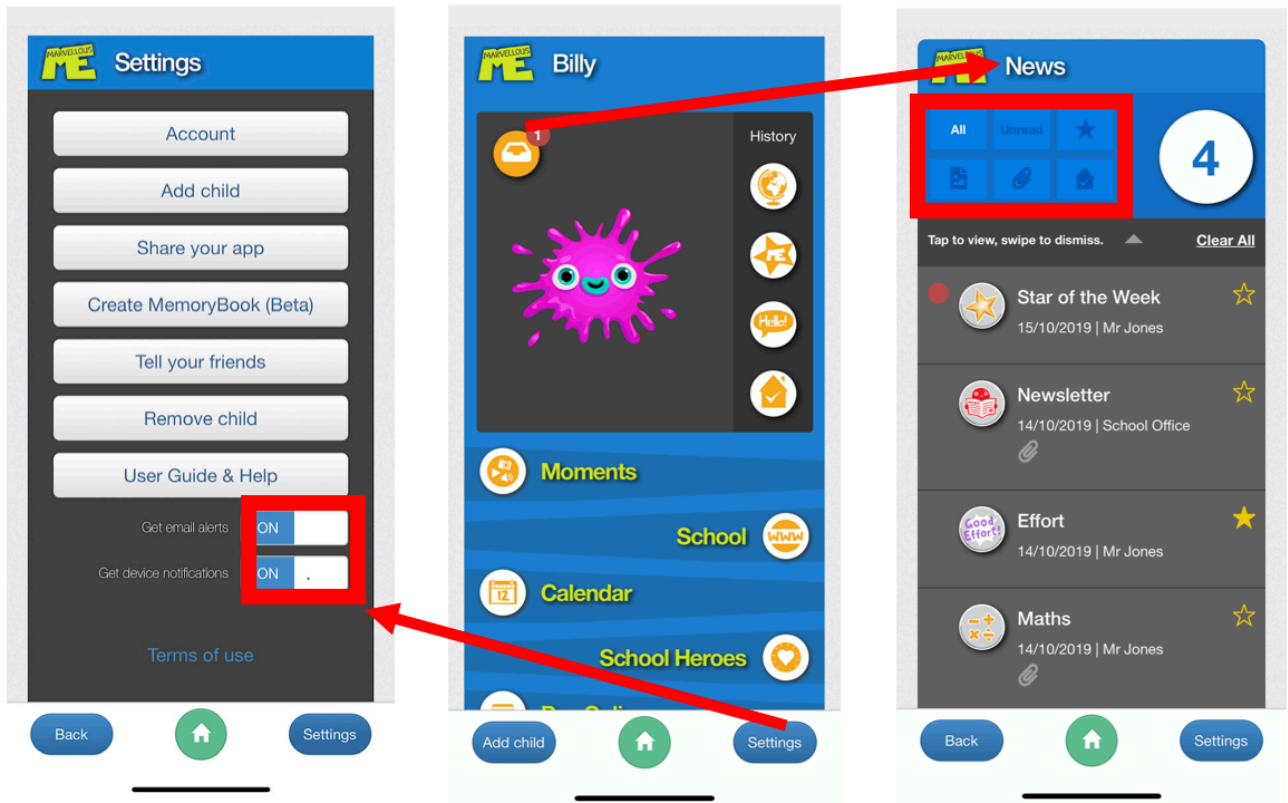 MARVELLOUS
ME
Settings
Account
Add child
Share your app
Create MemoryBook (Beta)
Tell your friends
Remove child
User Guide & Help
Get email alerts ON
Get device notifications ON .
Terms of use
Back
Settings
MARVELLOUS
ME
Billy
1
History
ME
Hello!
Moments
School
WWW
12
Calendar
School Heroes
Add child
Settings
MARVELLOUS
ME
News
All
Unread
4
Tap to view, swipe to dismiss.
Clear All
Star of the Week
15/10/2019 | Mr Jones
NEWS
Newsletter
14/10/2019 | School Office
Good
Effort!
Effort
14/10/2019 | Mr Jones
Maths
14/10/2019 | Mr Jones
Back
Settings